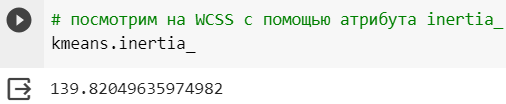 # посмотрим на WCSS с помощью атрибута inertia_
kmeans.inertia_
139.82049635974982